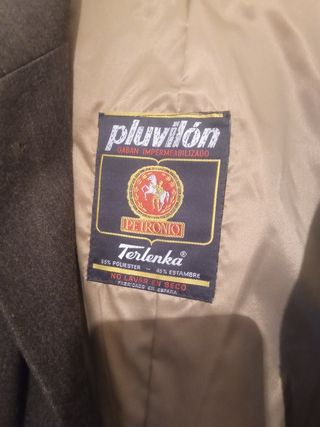 pluvilón
GABAN IMPERMEABILIZADO
PETRONIO
Terlenka®
55% POLIESTER - 45% ESTAMBRE
NO LAVAR EN SECO
FABRICADO EN ESPAÑA